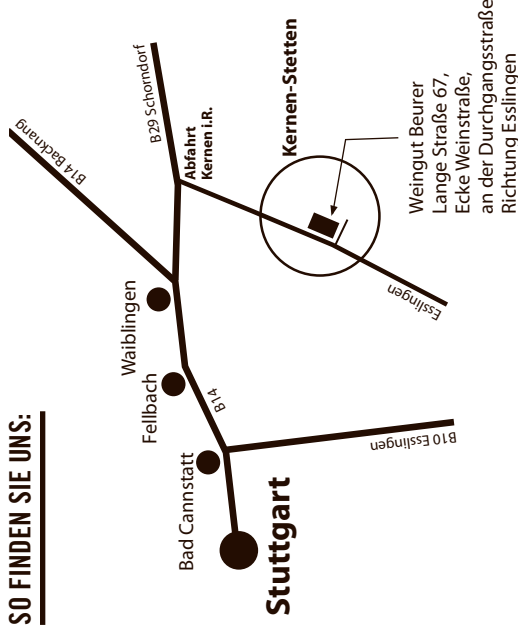 SO FINDEN SIE UNS:
B14 Backnang
B29 Schorndorf
Waiblingen
Abfahrt
Kernen i.R.
Fellbach
Kernen-Stetten
Bad Cannstatt
B14
Stuttgart
B10 Esslingen
Esslingen
Weingut Beurer
Lange Straße 67,
Ecke Weinstraße,
an der Durchgangsstraße
Richtung Esslingen